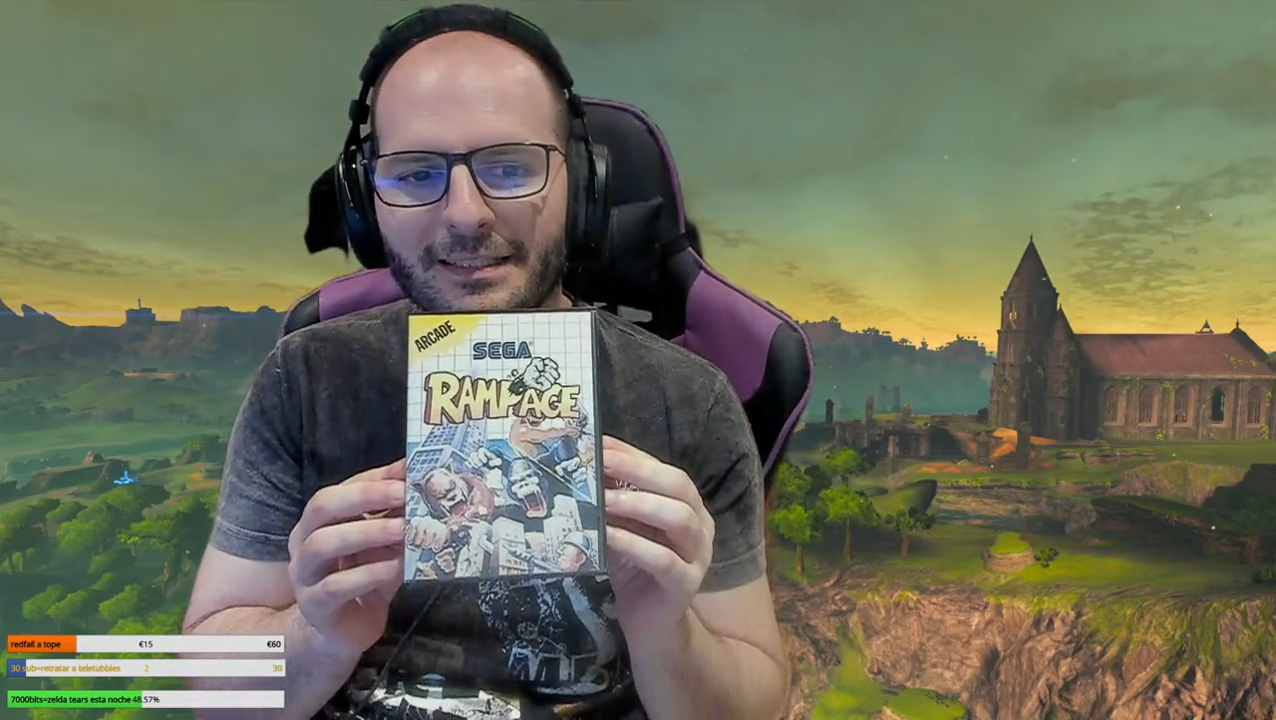 ARCADE
SEGA
RAMPAGE
redfall a tope €15 €60
30 sub=retratar a teletubbies 2 30
7000bits=zelda tears esta noche 48.57%